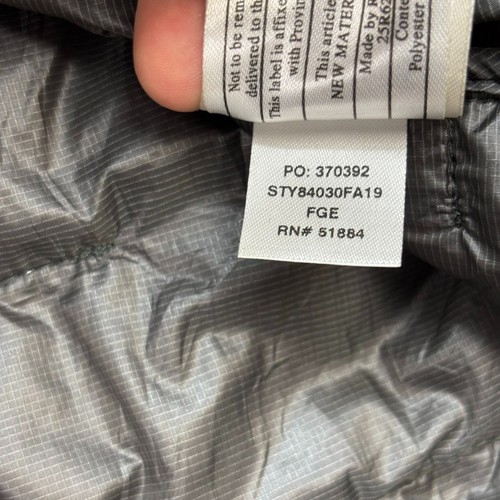 Not to be rem
delivered to the
This label is affixe
with Provin
This article
NEW MATER
Made by R
25R62
Conte
Polyester
PO: 370392
STY84030FA19
FGE
RN# 51884